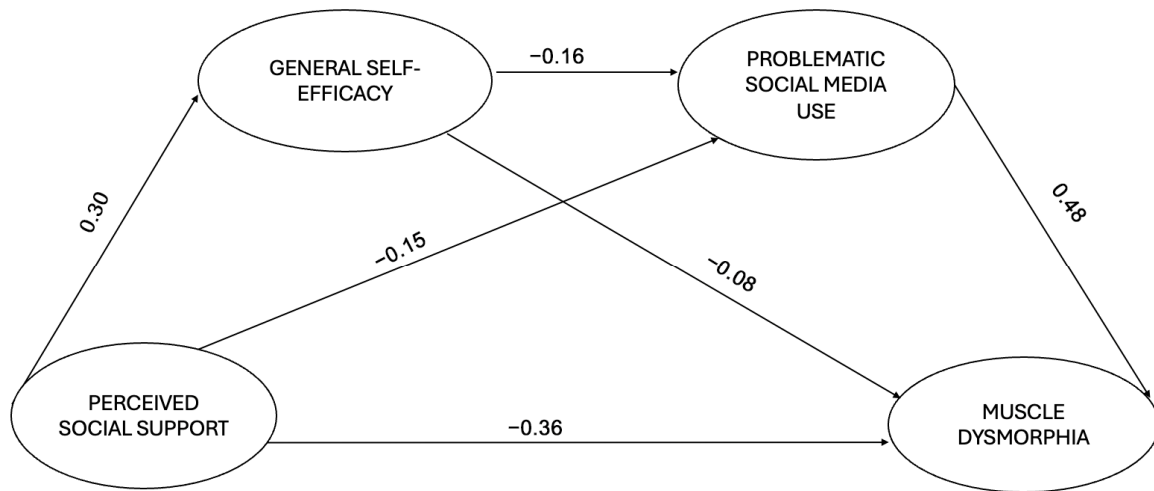 GENERAL SELF-
EFFICACY
−0.16
PROBLEMATIC
SOCIAL MEDIA
USE
0.30
−0.15
−0.08
0.48
PERCEIVED
SOCIAL SUPPORT
−0.36
MUSCLE
DYSMORPHIA